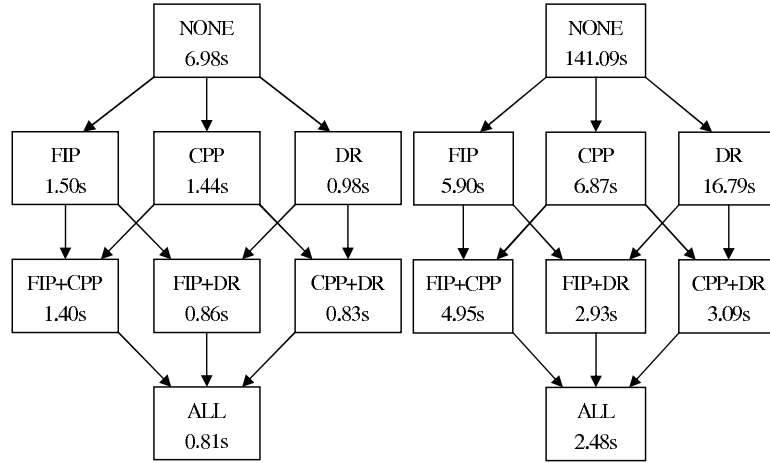 NONE
6.98s
FIP
1.50s
CPP
1.44s
DR
0.98s
FIP+CPP
1.40s
FIP+DR
0.86s
CPP+DR
0.83s
ALL
0.81s
NONE
141.09s
FIP
5.90s
CPP
6.87s
DR
16.79s
FIP+CPP
4.95s
FIP+DR
2.93s
CPP+DR
3.09s
ALL
2.48s